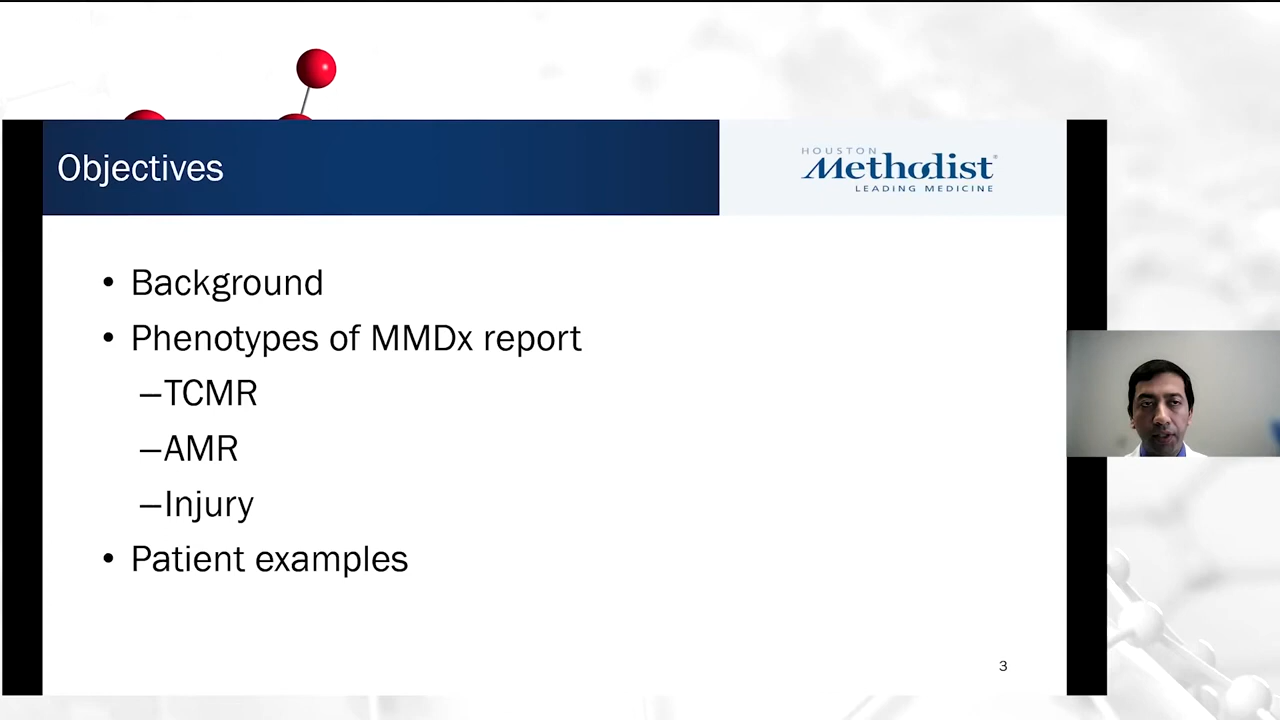 Objectives
HOUSTON
Methodist®
LEADING MEDICINE
• Background
• Phenotypes of MMDx report
–TCMR
–AMR
–Injury
• Patient examples
3